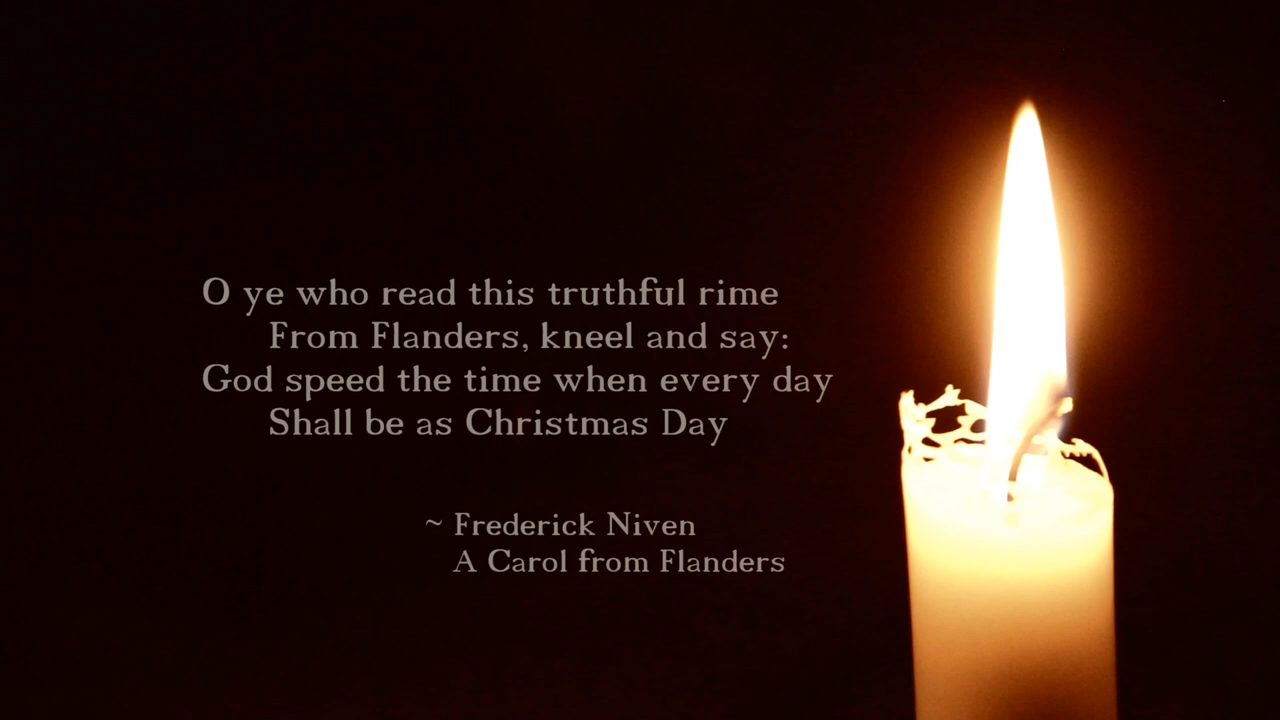 O ye who read this truthful rime
From Flanders, kneel and say:
God speed the time when every day
Shall be as Christmas Day
~ Frederick Niven
A Carol from Flanders